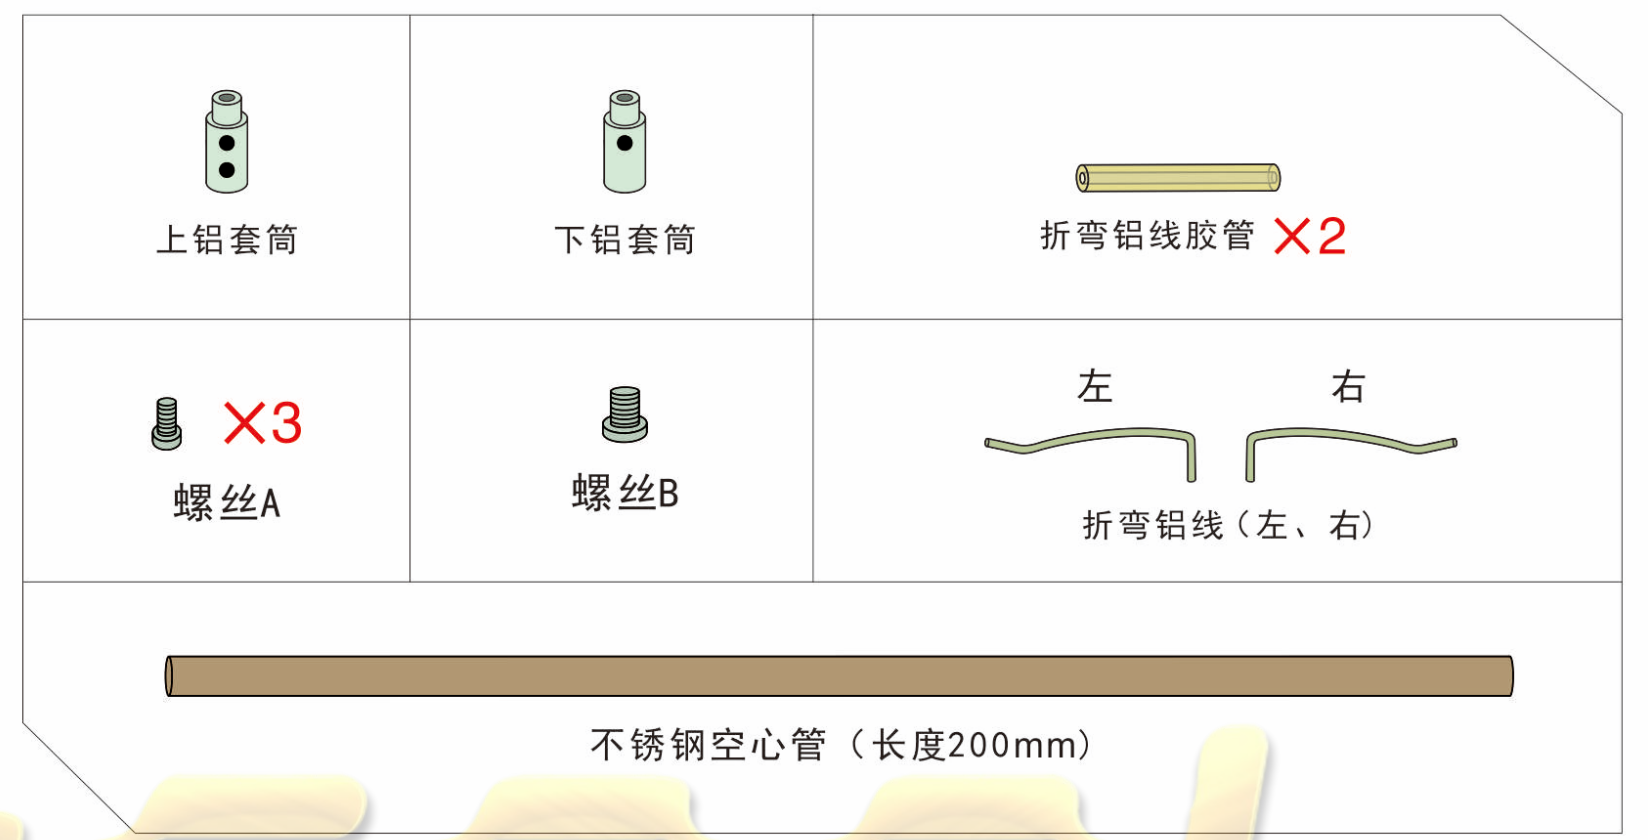 上铝套筒
下铝套筒
折弯铝线胶管 ×2
×3
螺丝A
螺丝B
左 右
折弯铝线(左、右)
不锈钢空心管（长度200mm）